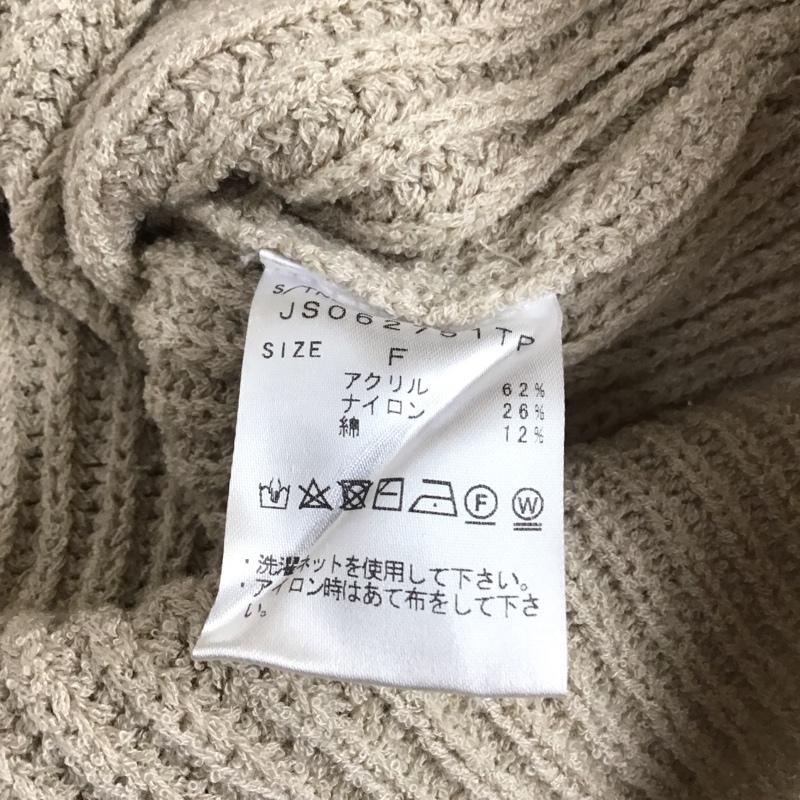 JS062751TP
SIZE F
アクリル 62%
ナイロン 26%
綿 12%
F W
・洗濯ネットを使用して下さい。
・アイロン時はあて布をして下さ
い。